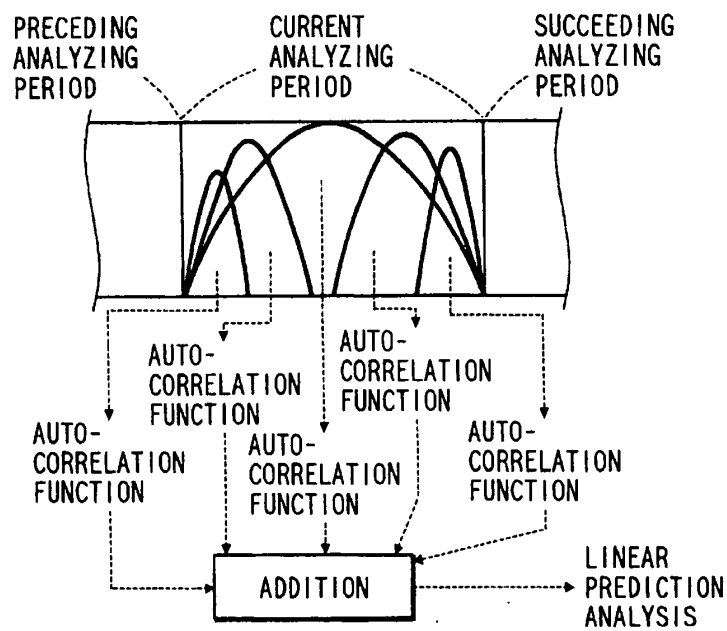 PRECEDING
ANALYZING
PERIOD
CURRENT
ANALYZING
PERIOD
SUCCEEDING
ANALYZING
PERIOD
AUTO-
CORRELATION
FUNCTION
AUTO-
CORRELATION
FUNCTION
AUTO-
CORRELATION
FUNCTION
AUTO-
CORRELATION
FUNCTION
AUTO-
CORRELATION
FUNCTION
ADDITION
LINEAR
PREDICTION
ANALYSIS